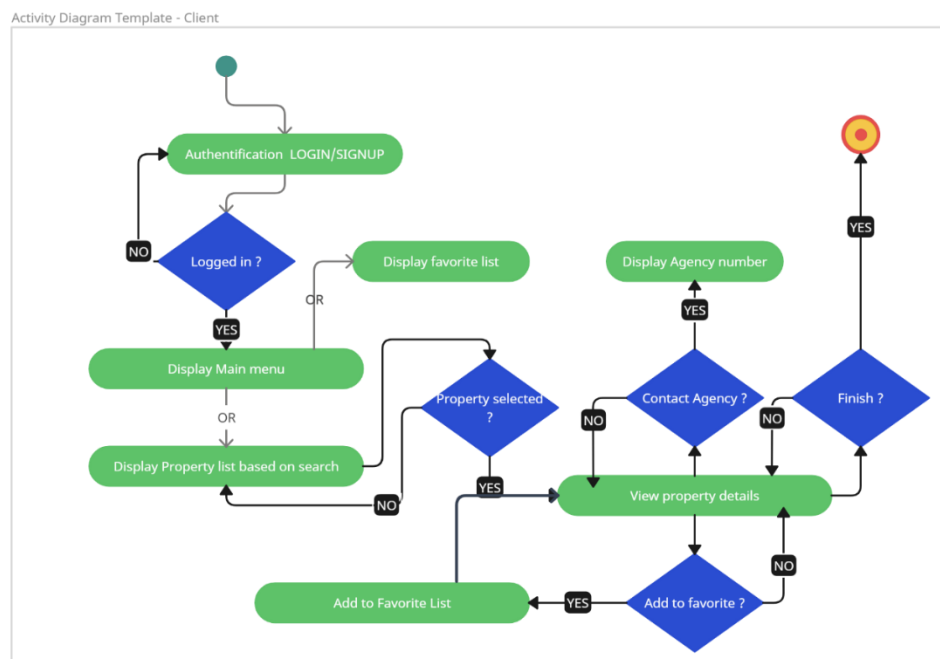 Activity Diagram Template - Client
Authentification LOGIN/SIGNUP
NO
Logged in ?
YES
Display favorite list
OR
Display Main menu
OR
Display Property list based on search
Property selected
?
NO
YES
Display Agency number
YES
Contact Agency ?
NO
YES
Finish ?
NO
View property details
NO
Add to favorite ?
YES
Add to Favorite List